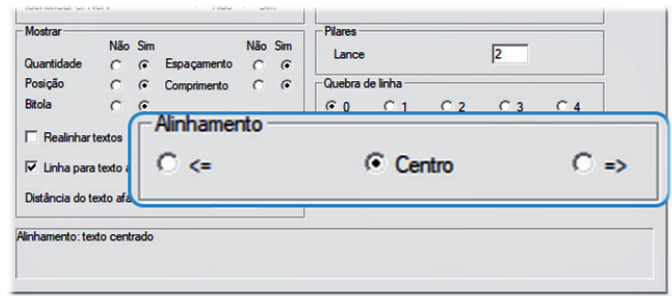 Mostrar
Não Sim Não Sim
Quantidade Espaçamento
Posição Comprimento
Bitola
Realinhar textos
Linha para texto a
Distância do texto afa
Pilares
Lance 2
Quebra de linha
0 1 2 3 4
Alinhamento
<= Centro =>
Alinhamento: texto centrado